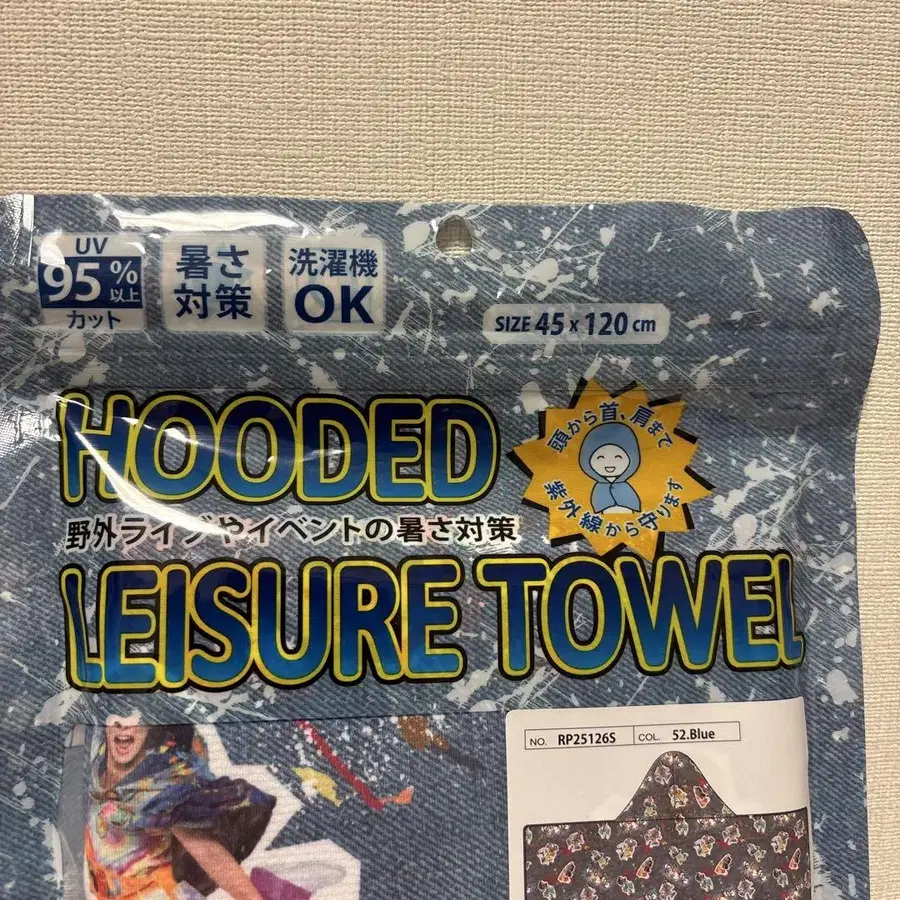 UV
95%以上
カット
暑さ
対策
洗濯機
OK
SIZE 45 x 120 cm
HOODED
頭から首、肩まで
紫外線から守ります
野外ライブやイベントの暑さ対策
LEISURE TOWEL
NO. RP25126S COL. 52.Blue